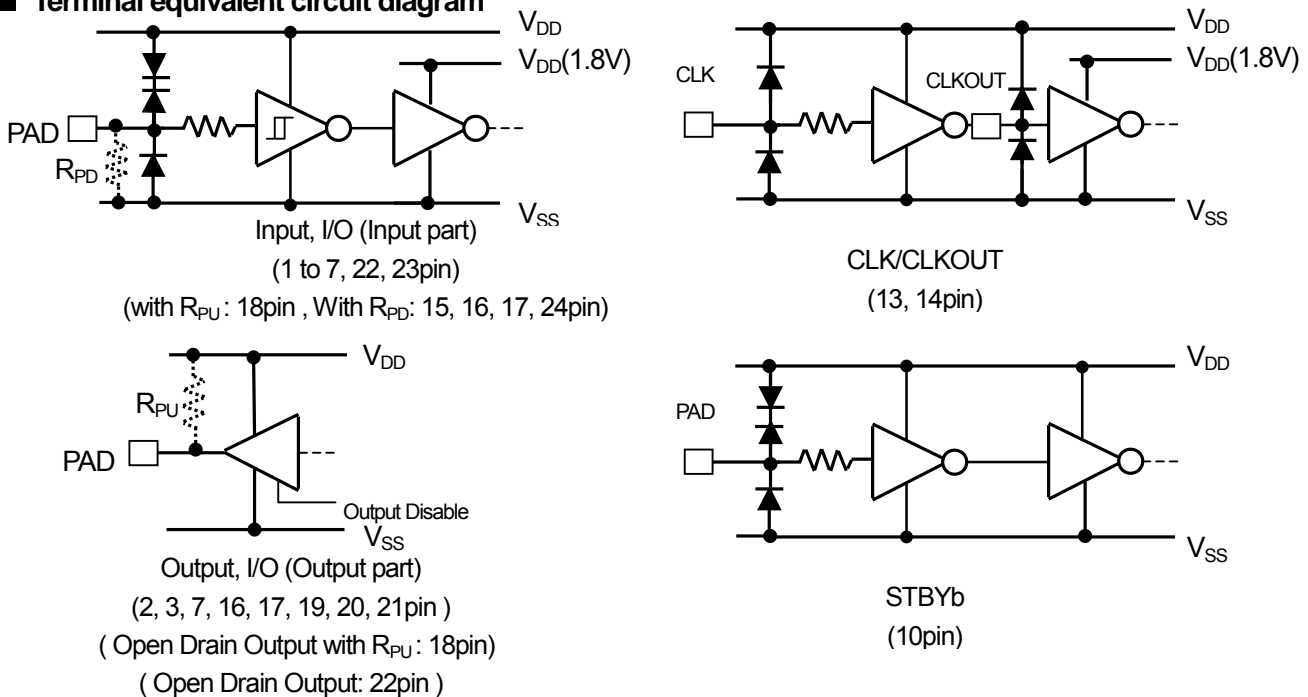 ■ Terminal equivalent circuit diagram
VDD
VDD(1.8V)
PAD
RPD
VSS
Input, I/O (Input part)
(1 to 7, 22, 23pin)
(with RPU : 18pin , With RPD: 15, 16, 17, 24pin)
VDD
VDD(1.8V)
CLK
CLKOUT
VSS
CLK/CLKOUT
(13, 14pin)
VDD
RPU
PAD
Output Disable
VSS
Output, I/O (Output part)
(2, 3, 7, 16, 17, 19, 20, 21pin )
( Open Drain Output with RPU : 18pin)
( Open Drain Output: 22pin )
VDD
PAD
VSS
STBYb
(10pin)